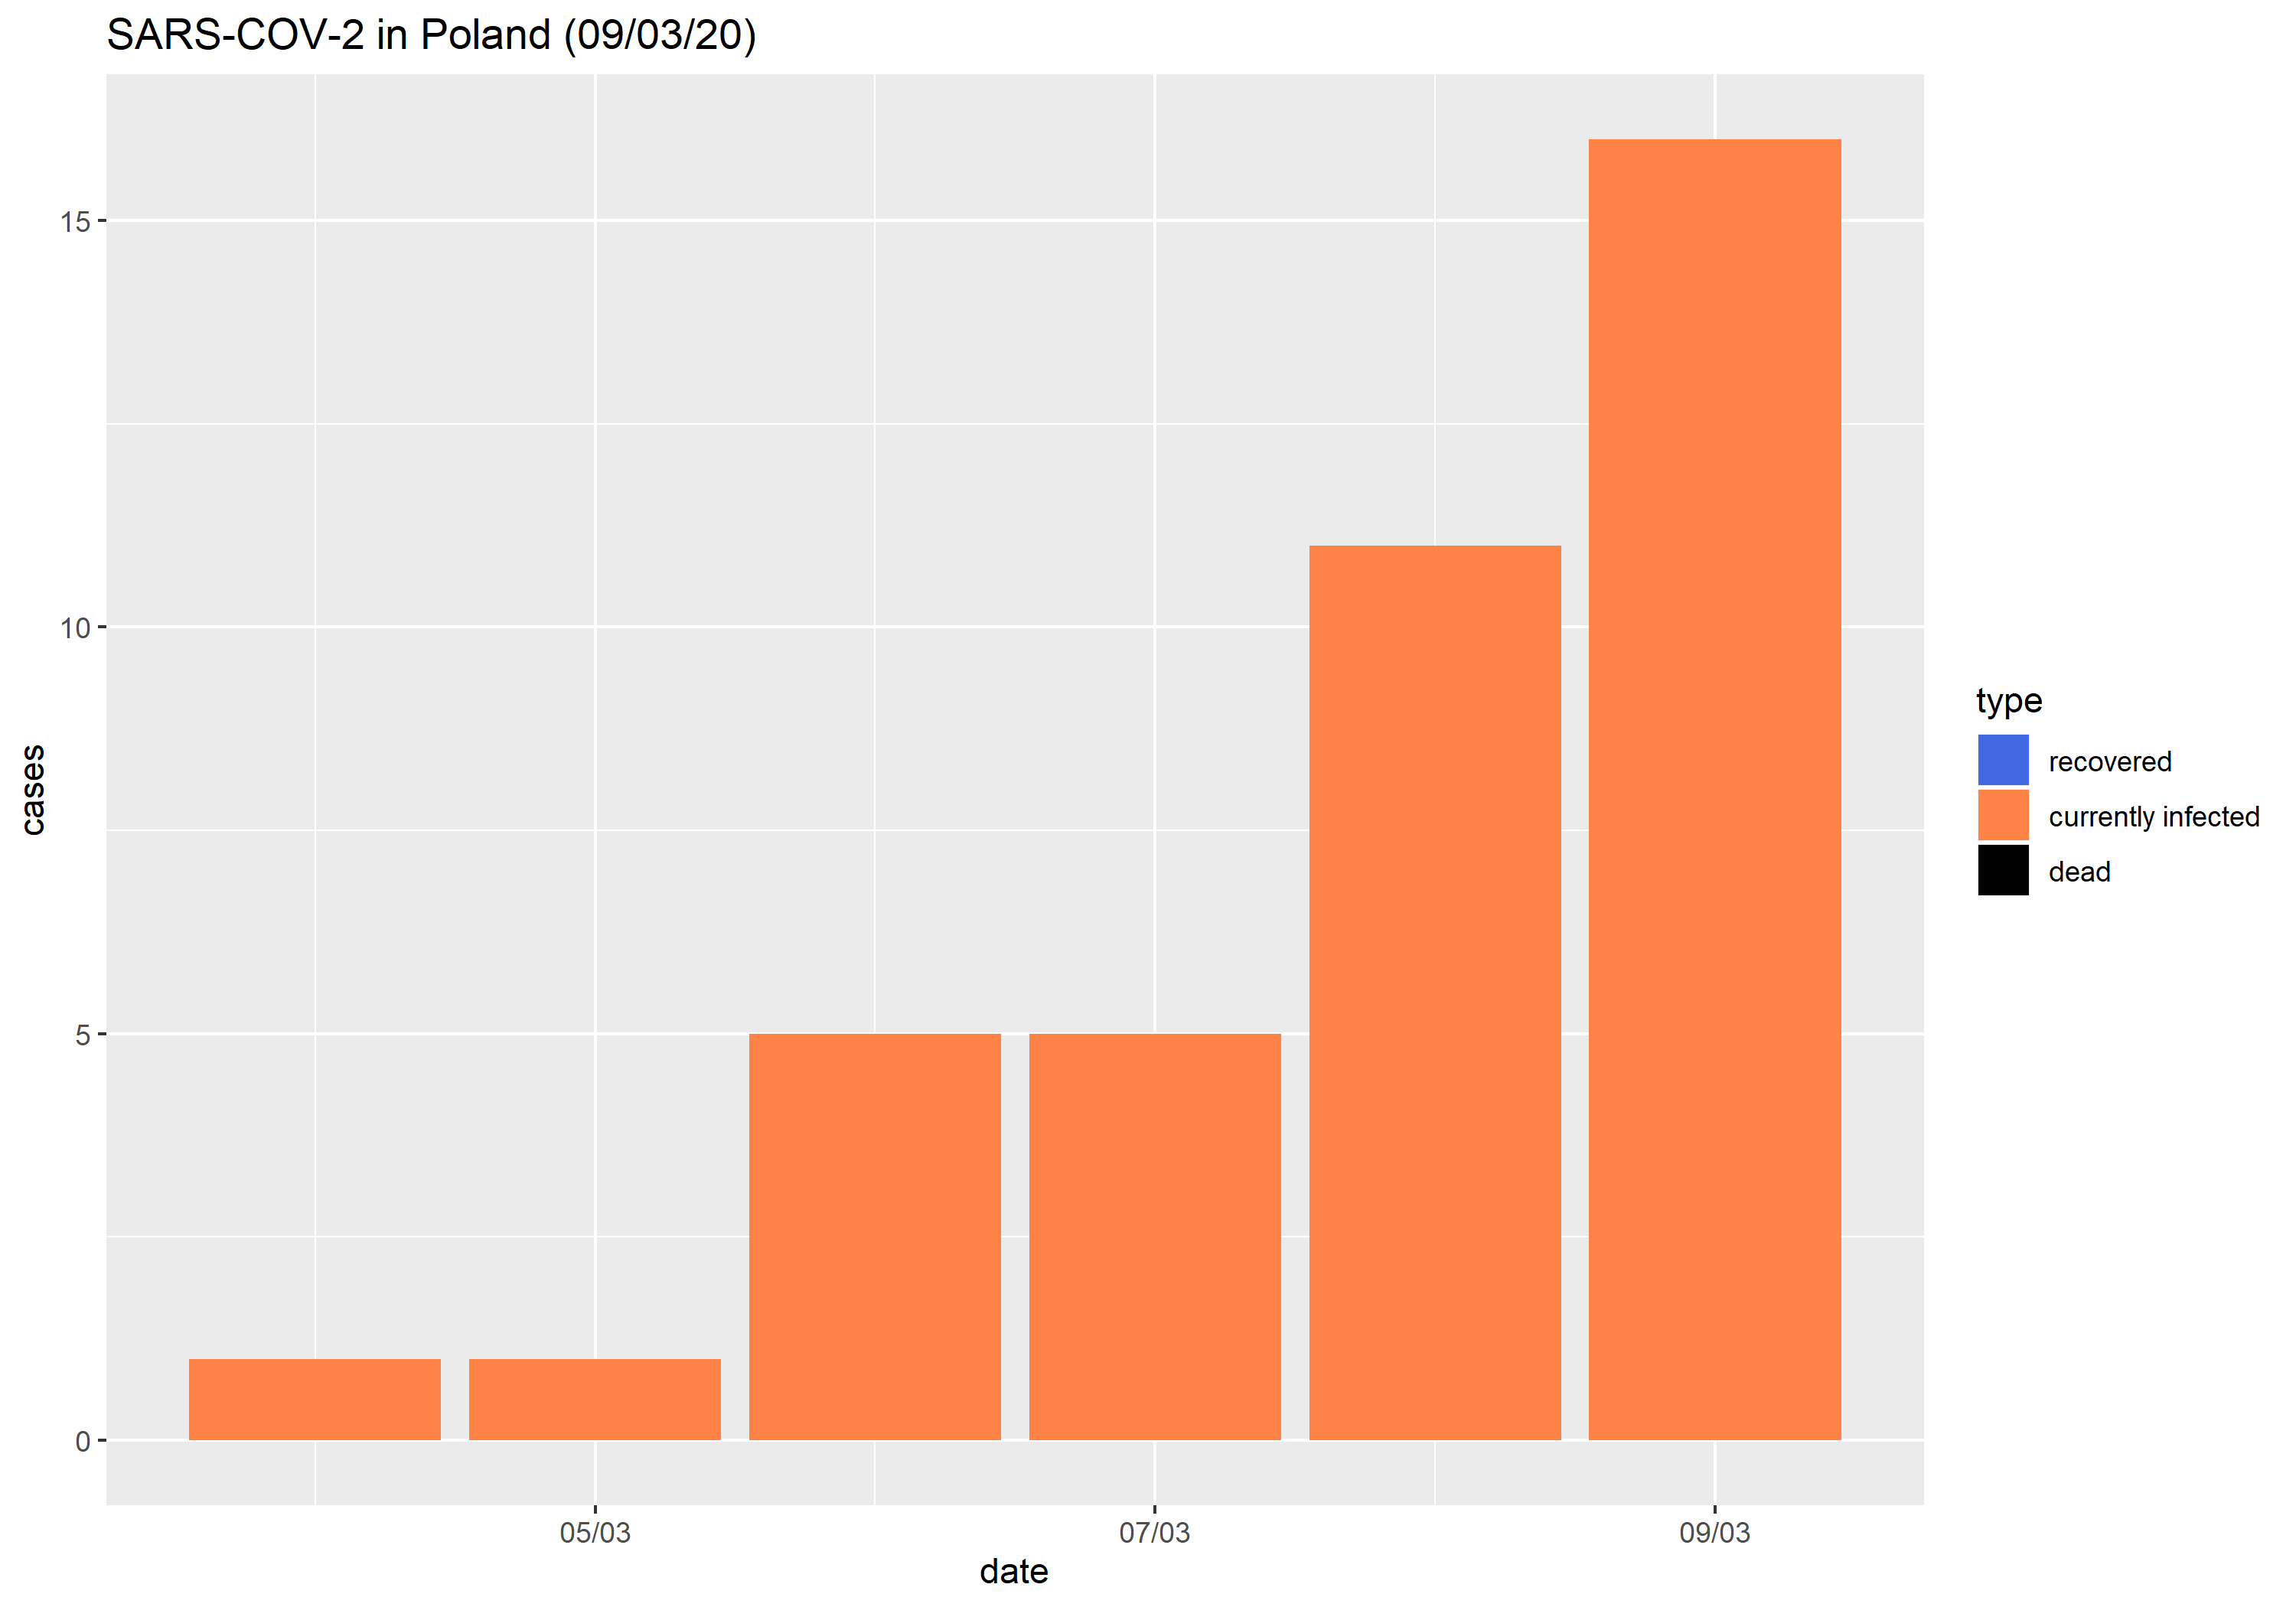 SARS-COV-2 in Poland (09/03/20)
15
10
5
0
cases
05/03
07/03
09/03
date
type
recovered
currently infected
dead